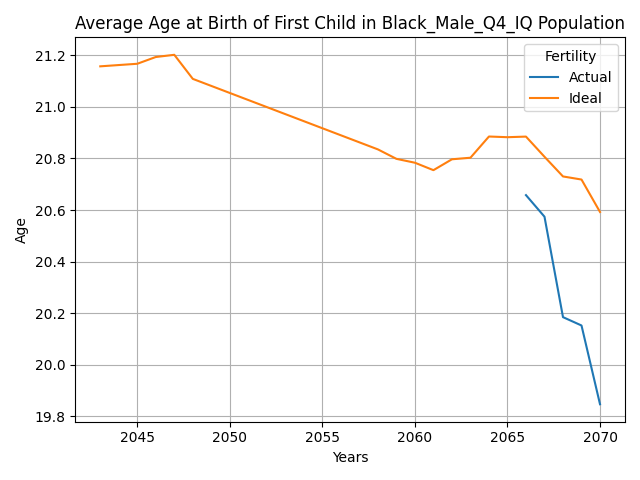 Average Age at Birth of First Child in Black_Male_Q4_IQ Population
Fertility
Actual
Ideal
21.2
21.0
20.8
20.6
20.4
20.2
20.0
19.8
Age
2045
2050
2055
2060
2065
2070
Years